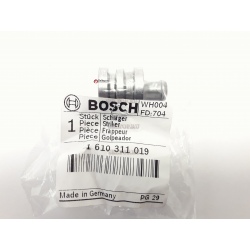 BOSCH
WH004
FD-704
1
Stück
Schläger
Piece
Striker
Pièce
Frappeur
Piece
Golpeador
1 610 311 019
Made in Germany
PG 29